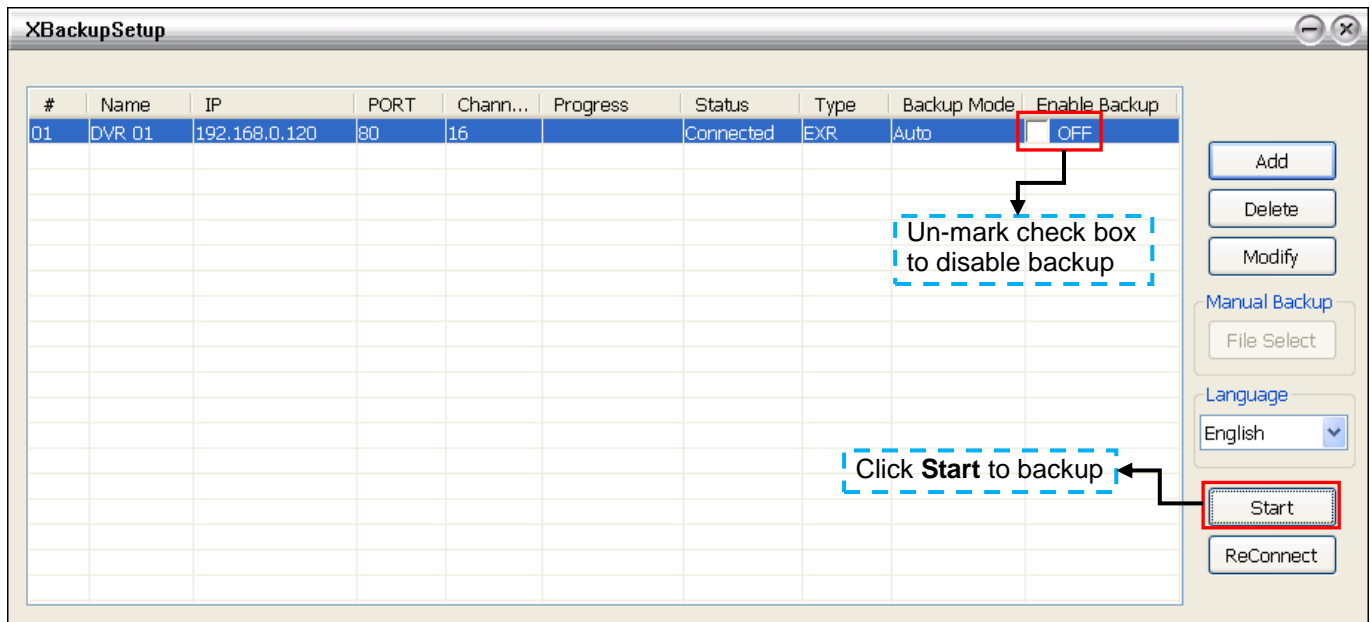 XBackupSetup
# Name IP PORT Chann... Progress Status Type Backup Mode Enable Backup
01 DVR 01 192.168.0.120 80 16 Connected EXR Auto OFF
Add
Delete
Un-mark check box
to disable backup
Modify
Manual Backup
File Select
Language
English
Click Start to backup
Start
ReConnect